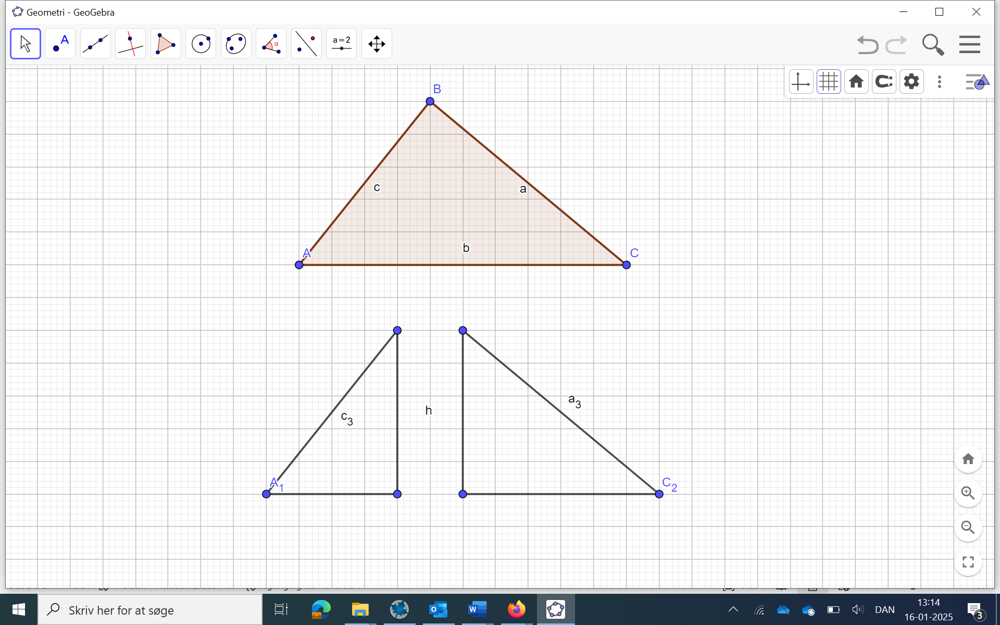 Geometri - GeoGebra
A
α
a = 2
B
c
a
A
b
C
c3
h
a3
A1
C2
Skriv her for at søge
DAN
13:14
16-01-2025
3